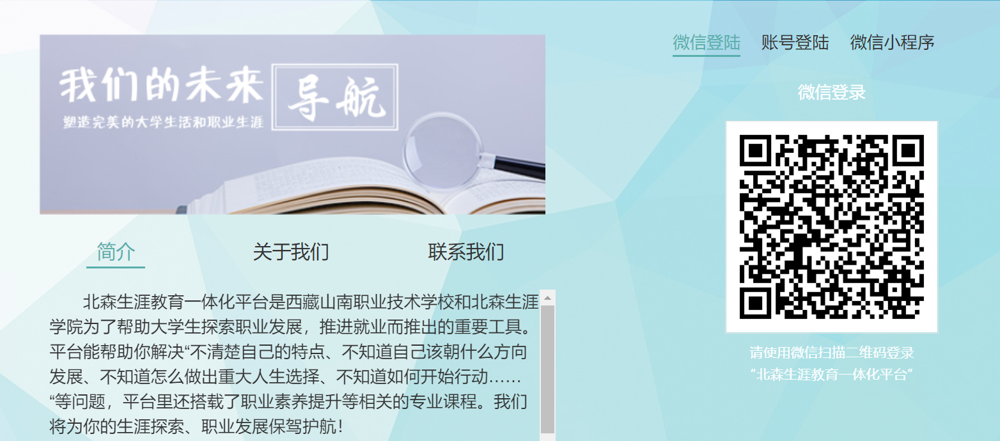 我们的未来 导航
塑造完美的大学生活和职业生涯
简介 关于我们 联系我们
北森生涯教育一体化平台是西藏山南职业技术学校和北森生涯
学院为了帮助大学生探索职业发展，推进就业而推出的重要工具。
平台能帮助你解决“不清楚自己的特点、不知道自己该朝什么方向
发展、不知道怎么做出重大人生选择、不知道如何开始行动……
“等问题，平台里还搭载了职业素养提升等相关的专业课程。我们
将为你的生涯探索、职业发展保驾护航！
微信登陆 账号登陆 微信小程序
微信登录
请使用微信扫描二维码登录
“北森生涯教育一体化平台”